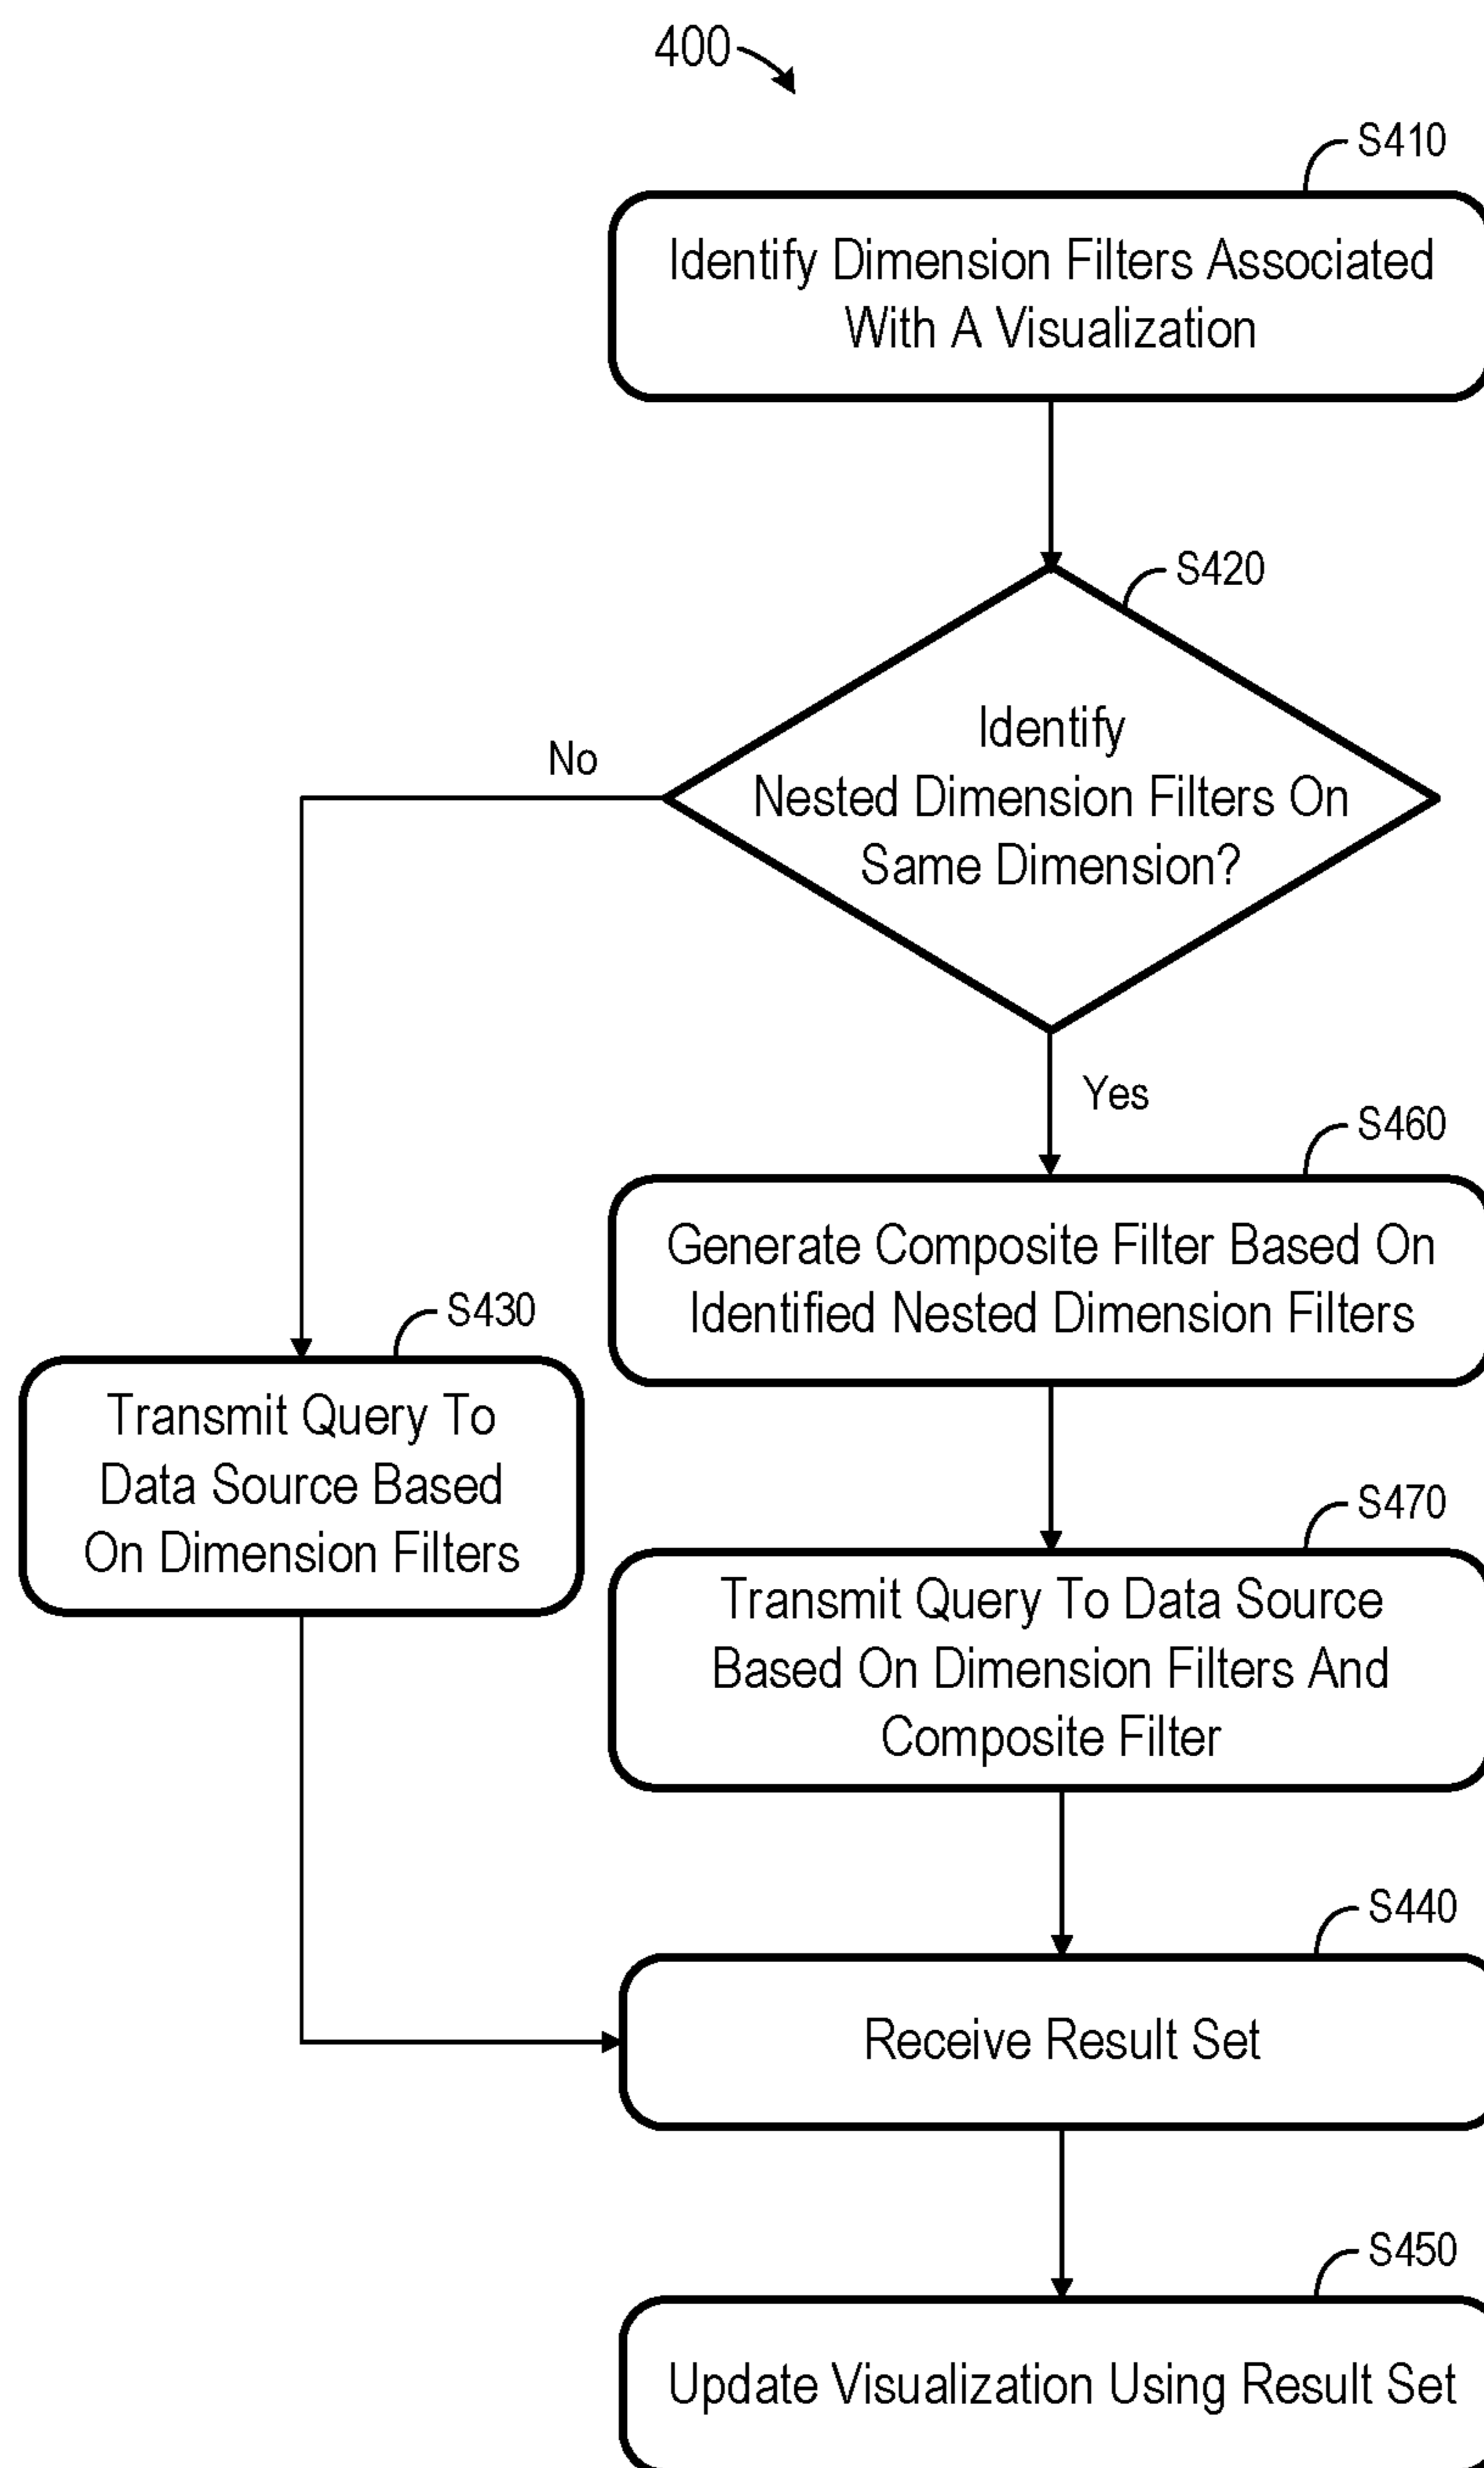 400
S410
Identify Dimension Filters Associated
With A Visualization
S420
Identify
Nested Dimension Filters On
Same Dimension?
No
Yes
S460
Generate Composite Filter Based On
Identified Nested Dimension Filters
S430
Transmit Query To
Data Source Based
On Dimension Filters
S470
Transmit Query To Data Source
Based On Dimension Filters And
Composite Filter
S440
Receive Result Set
S450
Update Visualization Using Result Set